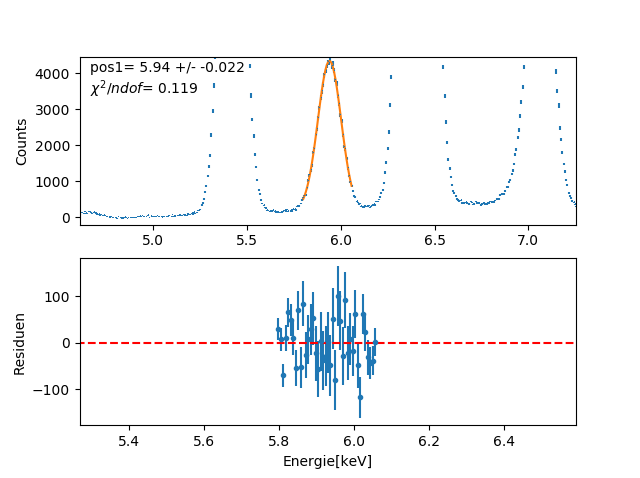 pos1= 5.94 +/- -0.022
χ²/ndof= 0.119
Counts
4000
3000
2000
1000
0
5.0 5.5 6.0 6.5 7.0
Residuen
100
0
−100
5.4 5.6 5.8 6.0 6.2 6.4
Energie[keV]